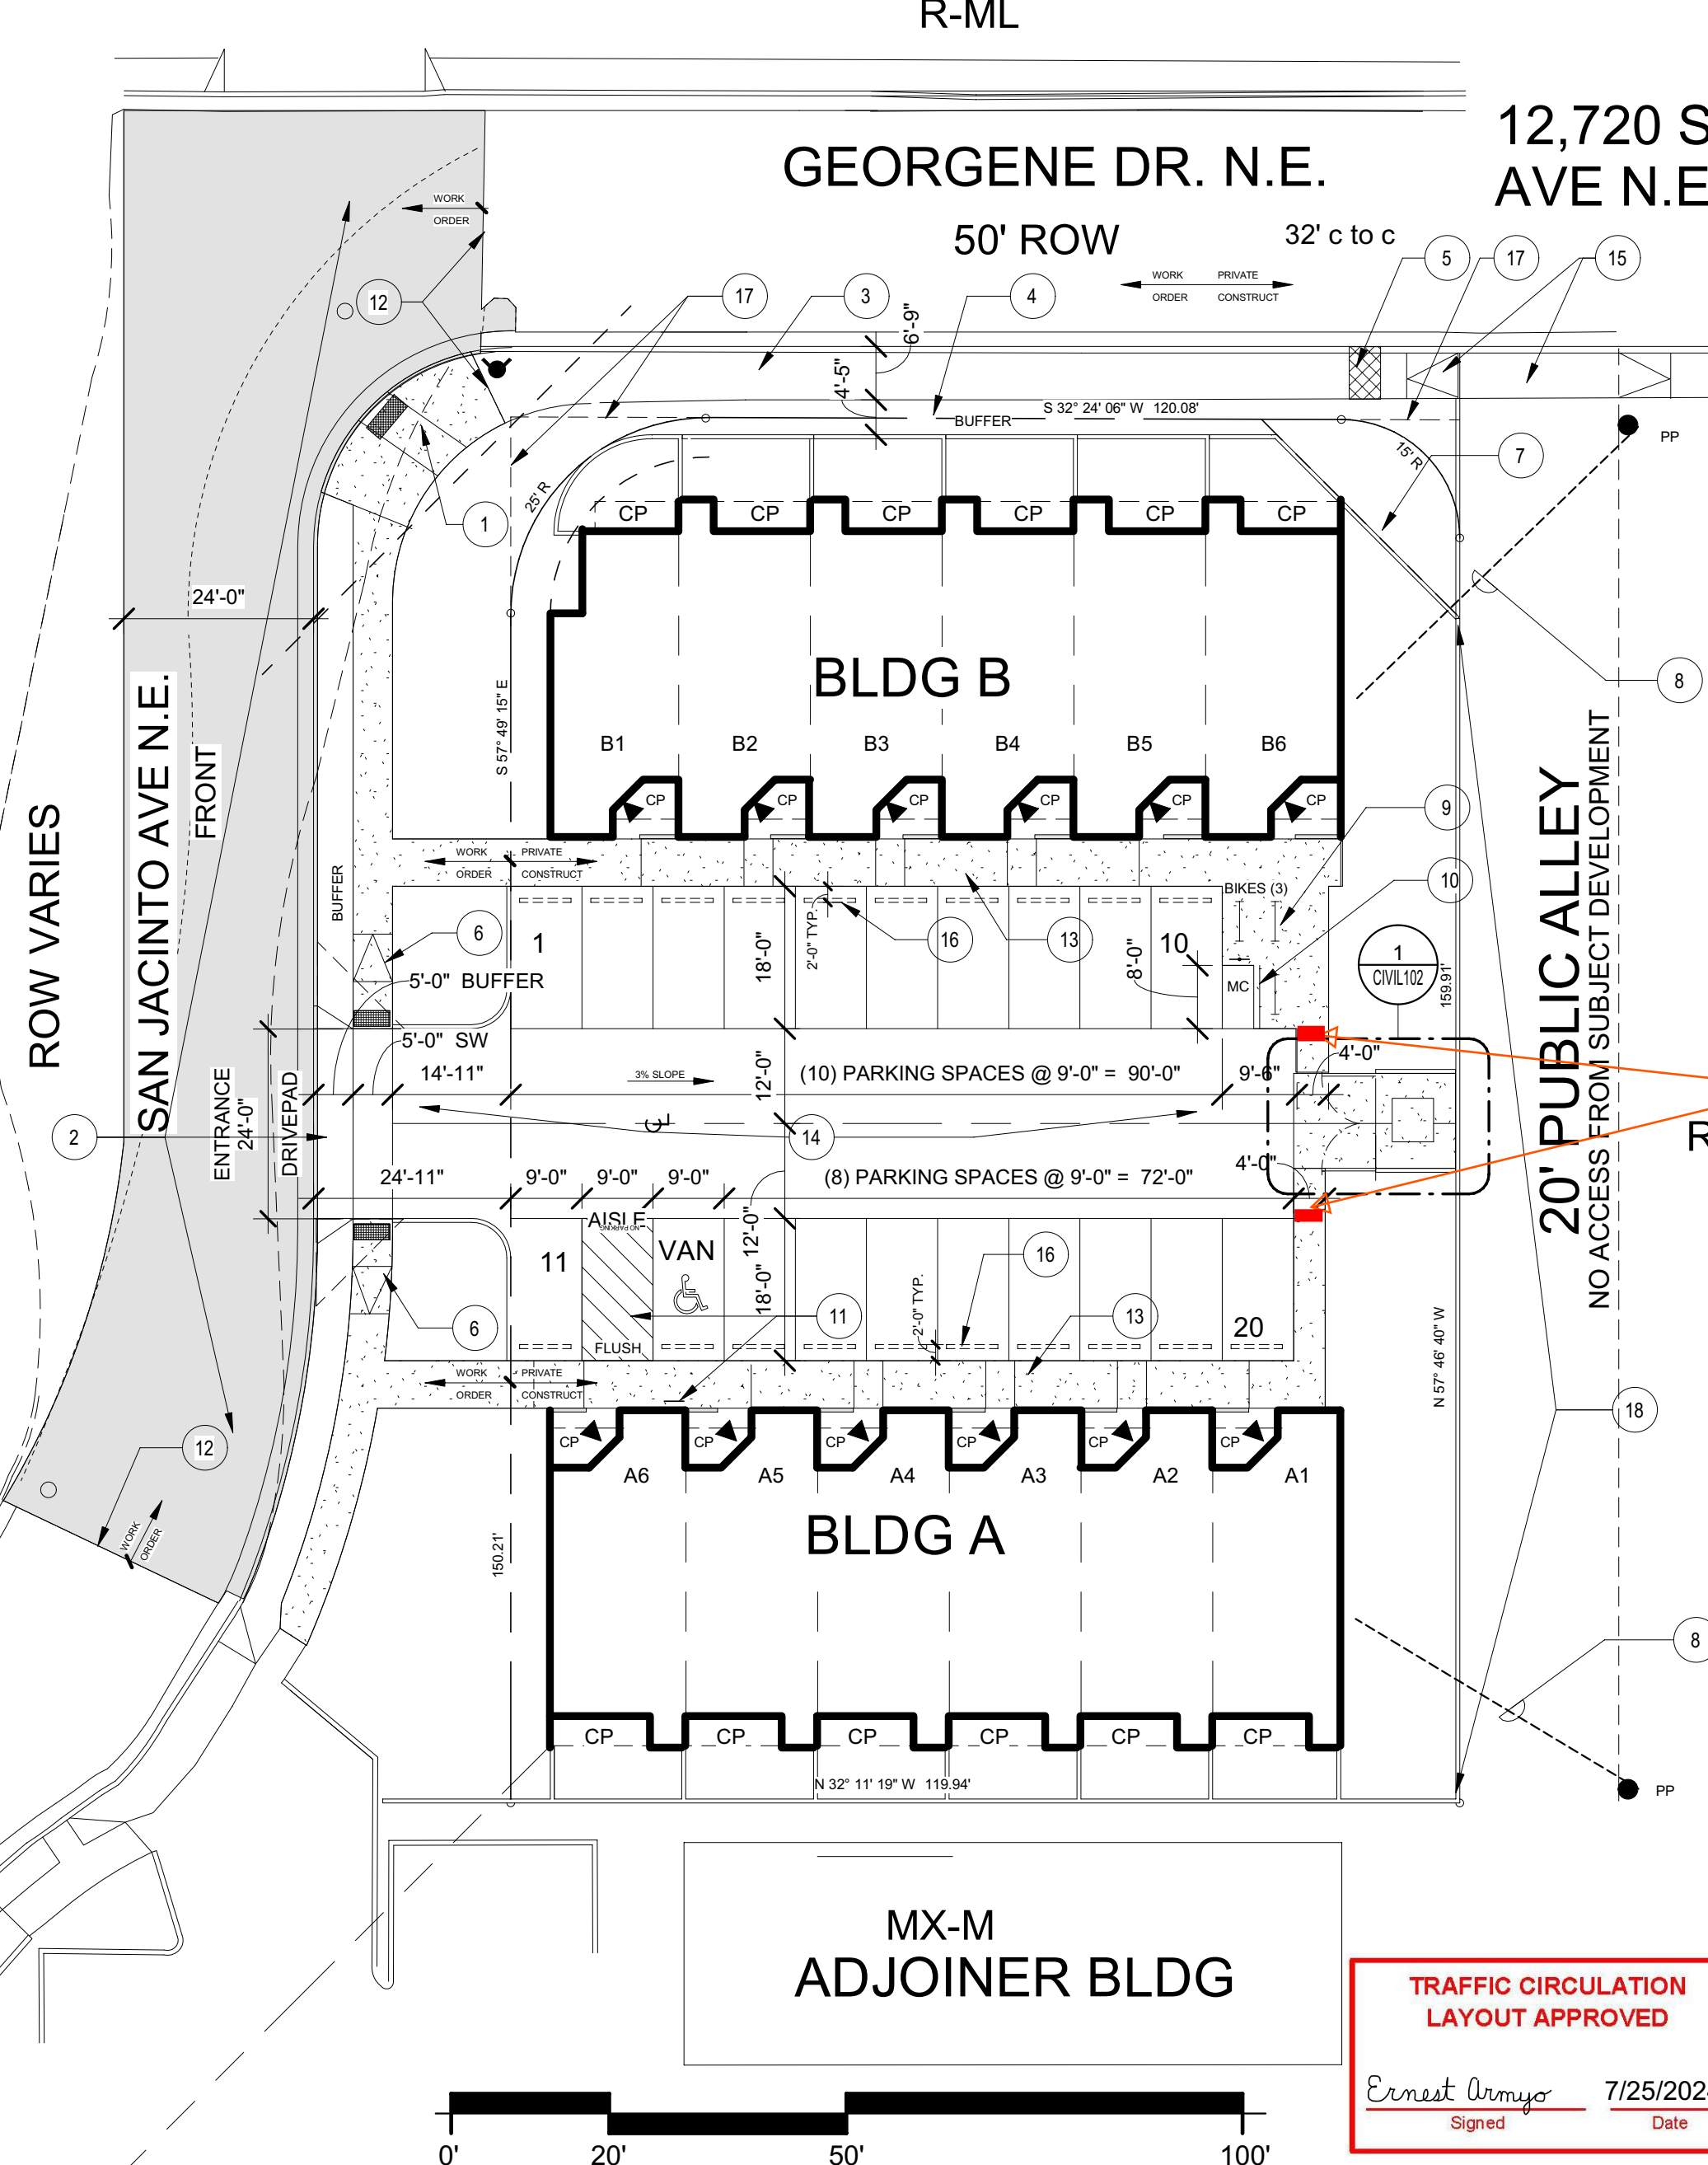 R-ML
12,720 S
AVE N.E
GEORGENE DR. N.E.
50' ROW
32' c to c
WORK
ORDER
WORK PRIVATE
ORDER CONSTRUCT
5
17
15
12
17
3
4
6'-9"
4'-5"
S 32° 24' 06" W 120.08'
BUFFER
PP
15' R
7
25' R
1
CP CP CP CP CP CP
24'-0"
8
BLDG B
S 57° 49' 15" E
B1 B2 B3 B4 B5 B6
CP CP CP CP CP CP
ROW VARIES
SAN JACINTO AVE N.E.
FRONT
BUFFER
WORK PRIVATE
ORDER CONSTRUCT
9
10
BIKES (3)
6
1
18'-0"
2'-0" TYP.
16
13
10
8'-0"
MC
1
CIVIL102
159.91'
5'-0" BUFFER
5'-0" SW
14'-11"
3% SLOPE
12'-0"
(10) PARKING SPACES @ 9'-0" = 90'-0"
9'-6"
4'-0"
20' PUBLIC ALLEY
NO ACCESS FROM SUBJECT DEVELOPMENT
2
ENTRANCE
24'-0"
DRIVEPAD
CL
14
R
24'-11"
9'-0" 9'-0" 9'-0"
(8) PARKING SPACES @ 9'-0" = 72'-0"
4'-0"
AISLE
NO PARKING
11
VAN
12'-0"
18'-0"
16
6
FLUSH
11
2'-0" TYP.
13
20
N 57° 46' 40" W
WORK PRIVATE
ORDER CONSTRUCT
18
12
CP CP CP CP CP CP
A6 A5 A4 A3 A2 A1
WORK
ORDER
150.21'
BLDG A
8
CP CP CP CP CP CP
N 32° 11' 19" W 119.94'
PP
MX-M
ADJOINER BLDG
TRAFFIC CIRCULATION
LAYOUT APPROVED
Ernest Armijo
7/25/202
Signed
Date
0' 20' 50' 100'